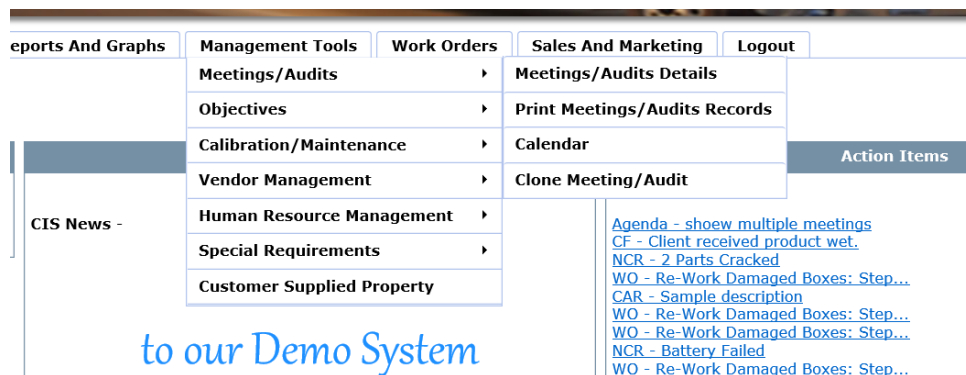 eports And Graphs
Management Tools
Work Orders
Sales And Marketing
Logout
Meetings/Audits
Objectives
Calibration/Maintenance
Vendor Management
Human Resource Management
Special Requirements
Customer Supplied Property
Meetings/Audits Details
Print Meetings/Audits Records
Calendar
Clone Meeting/Audit
CIS News -
to our Demo System
Action Items
Agenda - shoew multiple meetings
CF - Client received product wet.
NCR - 2 Parts Cracked
WO - Re-Work Damaged Boxes: Step...
CAR - Sample description
WO - Re-Work Damaged Boxes: Step...
WO - Re-Work Damaged Boxes: Step...
NCR - Battery Failed
WO - Re-Work Damaged Boxes: Step...